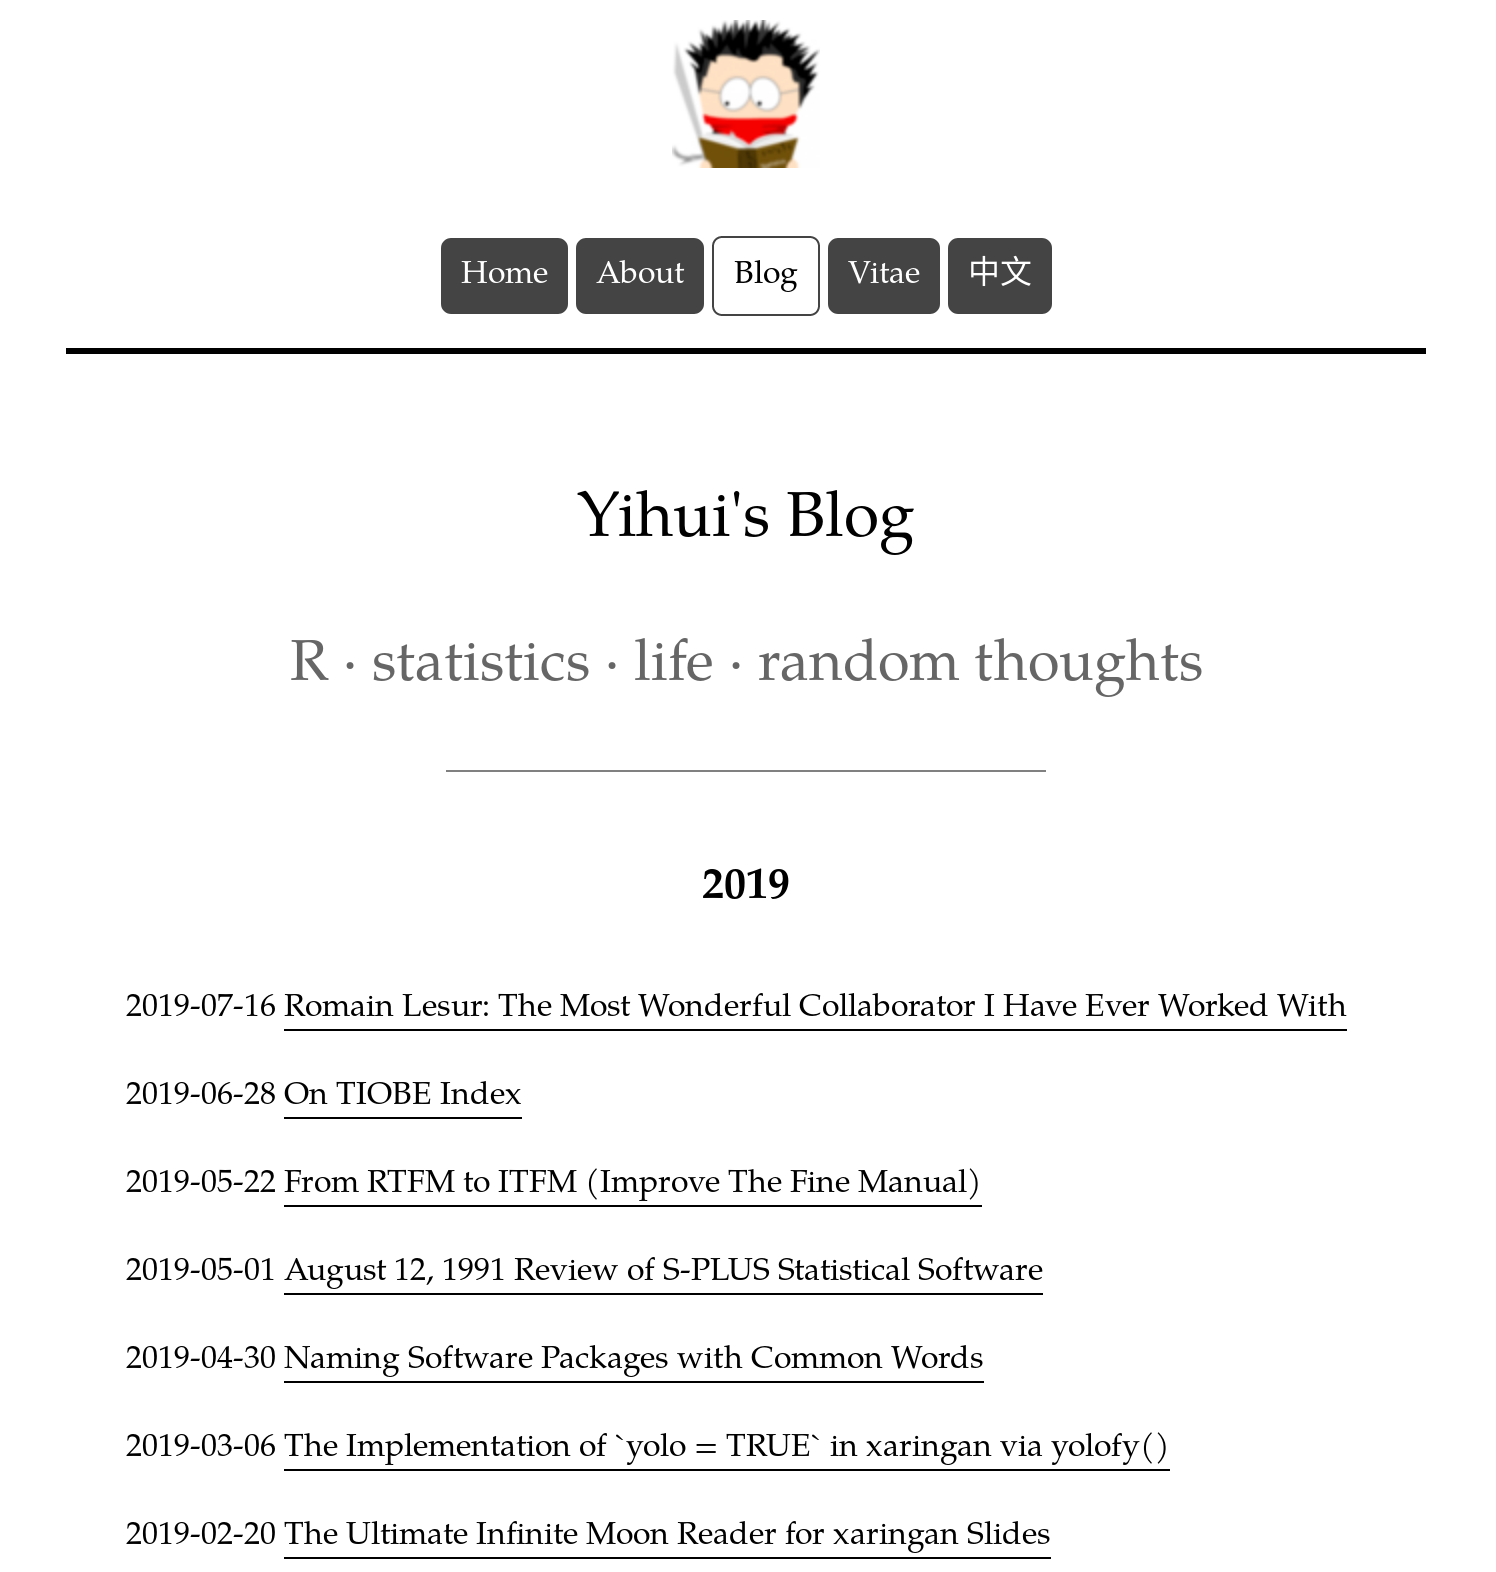 Home About Blog Vitae 中文
Yihui's Blog
R · statistics · life · random thoughts
2019
2019-07-16 Romain Lesur: The Most Wonderful Collaborator I Have Ever Worked With
2019-06-28 On TIOBE Index
2019-05-22 From RTFM to ITFM (Improve The Fine Manual)
2019-05-01 August 12, 1991 Review of S-PLUS Statistical Software
2019-04-30 Naming Software Packages with Common Words
2019-03-06 The Implementation of `yolo = TRUE` in xaringan via yolofy()
2019-02-20 The Ultimate Infinite Moon Reader for xaringan Slides